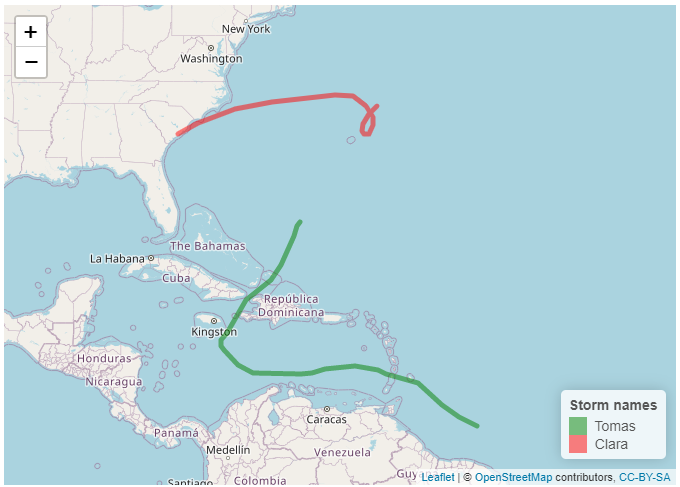 +
−
New York
Washington
The Bahamas
La Habana
Cuba
República
Dominicana
Kingston
Honduras
Nicaragua
Caracas
Panamá
Medellín
Venezuela
Santiago
Colombia
Guy
Storm names
Tomas
Clara
Leaflet | © OpenStreetMap contributors, CC-BY-SA